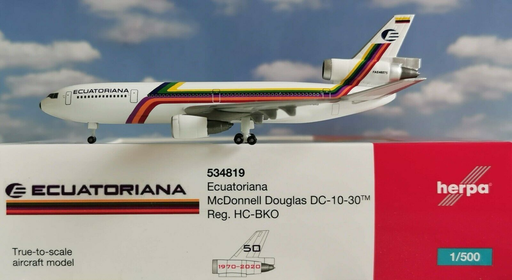 ECUATORIANA
ECUATORIANA
534819
Ecuatoriana
McDonnell Douglas DC-10-30™
Reg. HC-BKO
herpa
50
1970-2020
True-to-scale
aircraft model
1/500